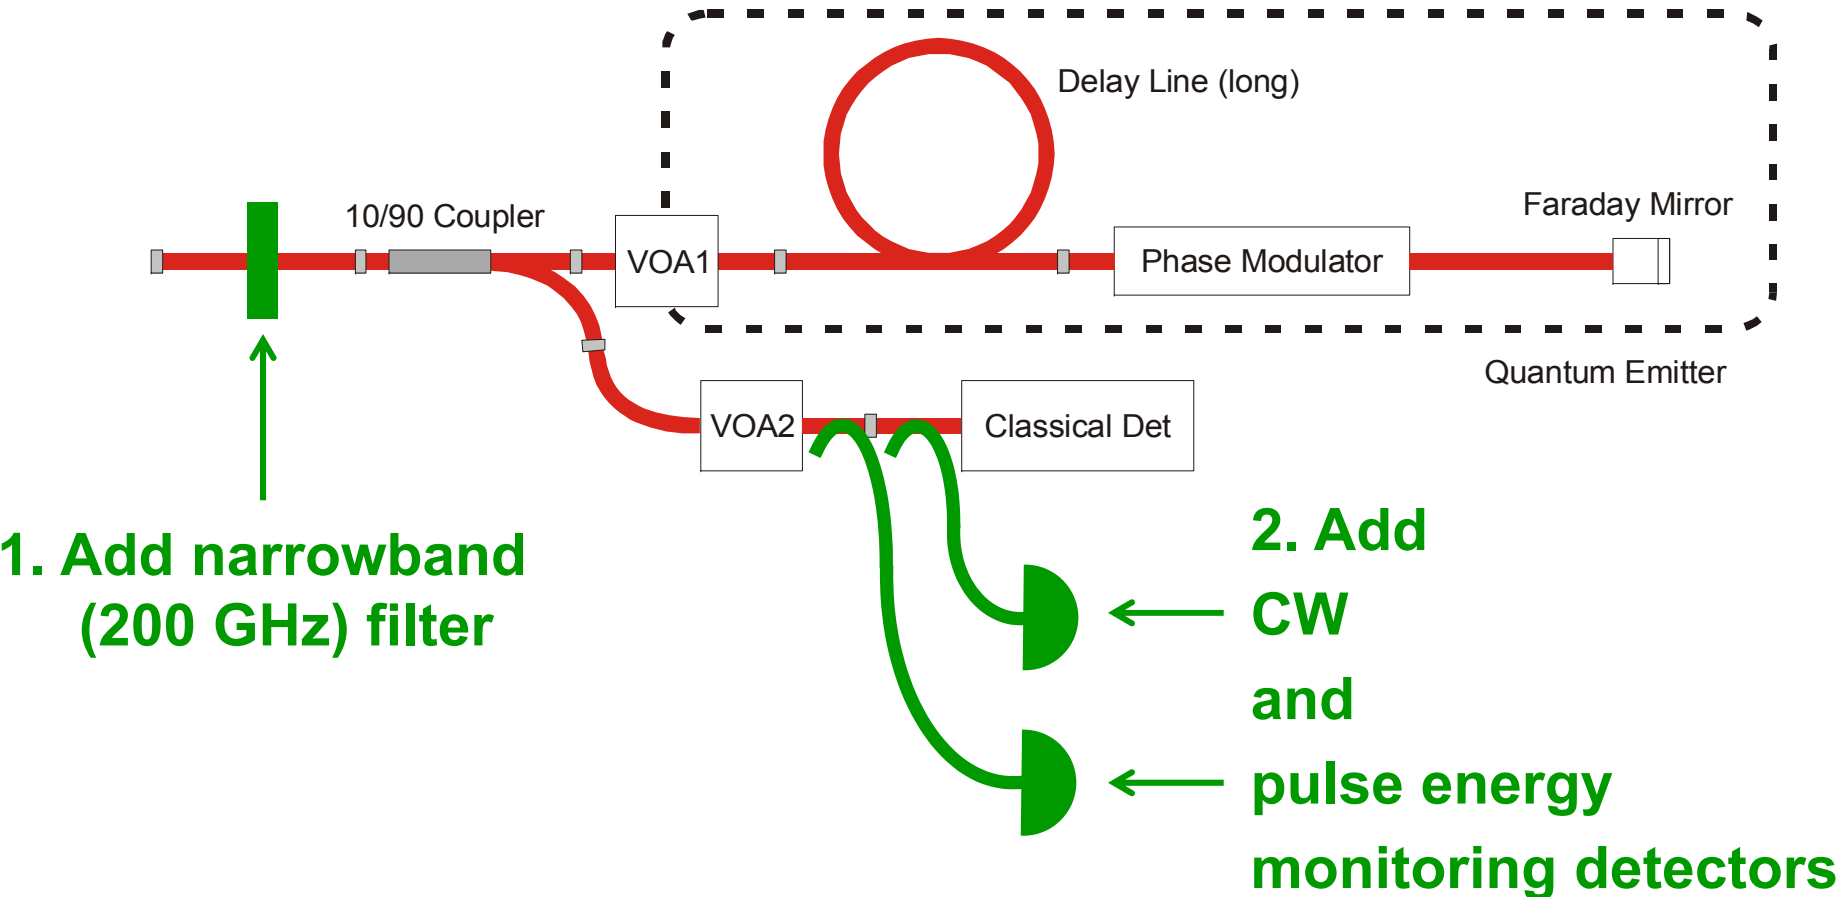 Delay Line (long)
10/90 Coupler
Faraday Mirror
VOA1
Phase Modulator
Quantum Emitter
VOA2
Classical Det
1. Add narrowband
(200 GHz) filter
2. Add
CW
and
pulse energy
monitoring detectors